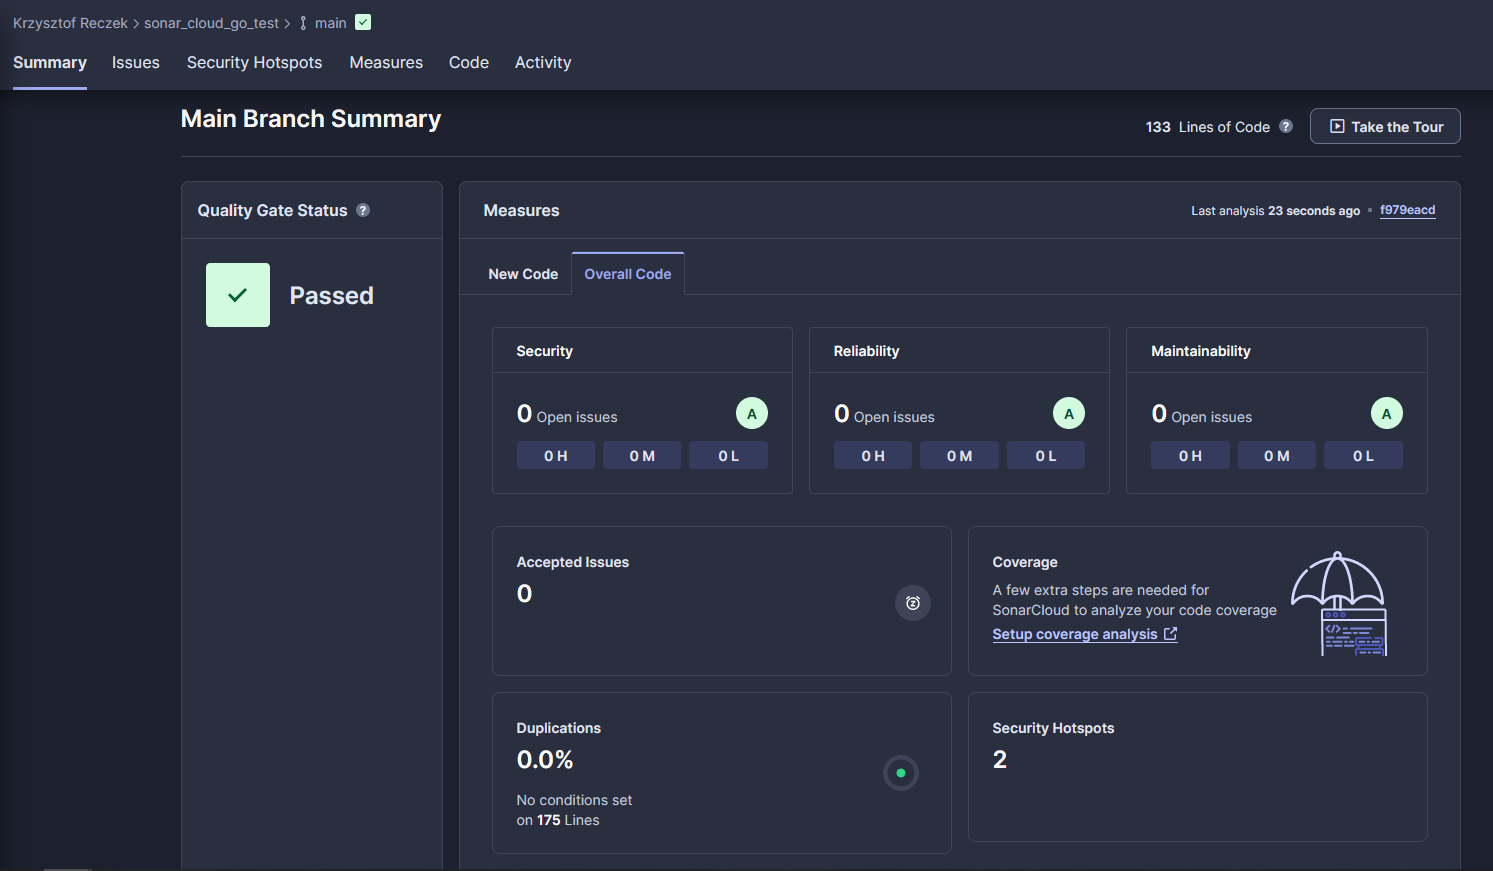 Krzysztof Reczek > sonar_cloud_go_test > main
Summary Issues Security Hotspots Measures Code Activity
Main Branch Summary
133 Lines of Code ? Take the Tour
Quality Gate Status ?
Passed
Measures
Last analysis 23 seconds ago • f979eacd
New Code Overall Code
Security
0 Open issues A
0 H 0 M 0 L
Reliability
0 Open issues A
0 H 0 M 0 L
Maintainability
0 Open issues A
0 H 0 M 0 L
Accepted Issues
0
Coverage
A few extra steps are needed for
SonarCloud to analyze your code coverage
Setup coverage analysis
Duplications
0.0%
No conditions set
on 175 Lines
Security Hotspots
2